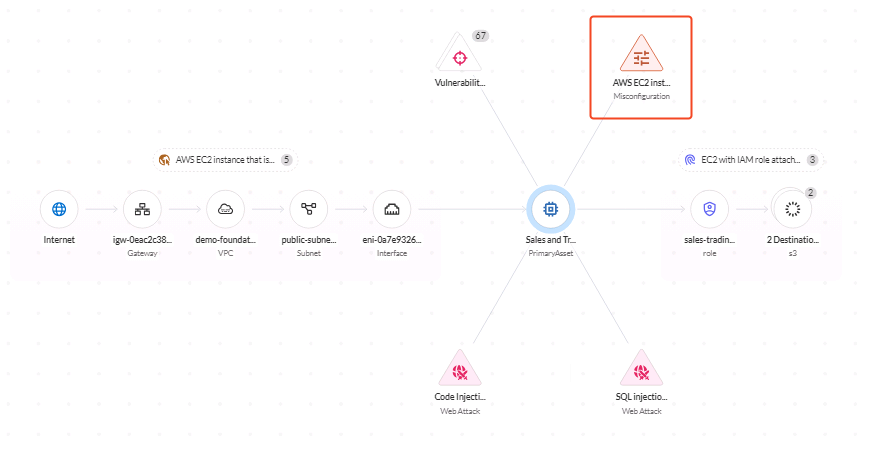 67
Vulnerabilit...
AWS EC2 inst...
Misconfiguration
AWS EC2 instance that is... 5
EC2 with IAM role attach... 3
2
Internet
igw-0eac2c38...
Gateway
demo-foundat...
VPC
public-subne...
Subnet
eni-0a7e9326...
Interface
Sales and Tr...
PrimaryAsset
sales-tradin...
role
2 Destinatio...
s3
Code Injecti...
Web Attack
SQL injectio...
Web Attack